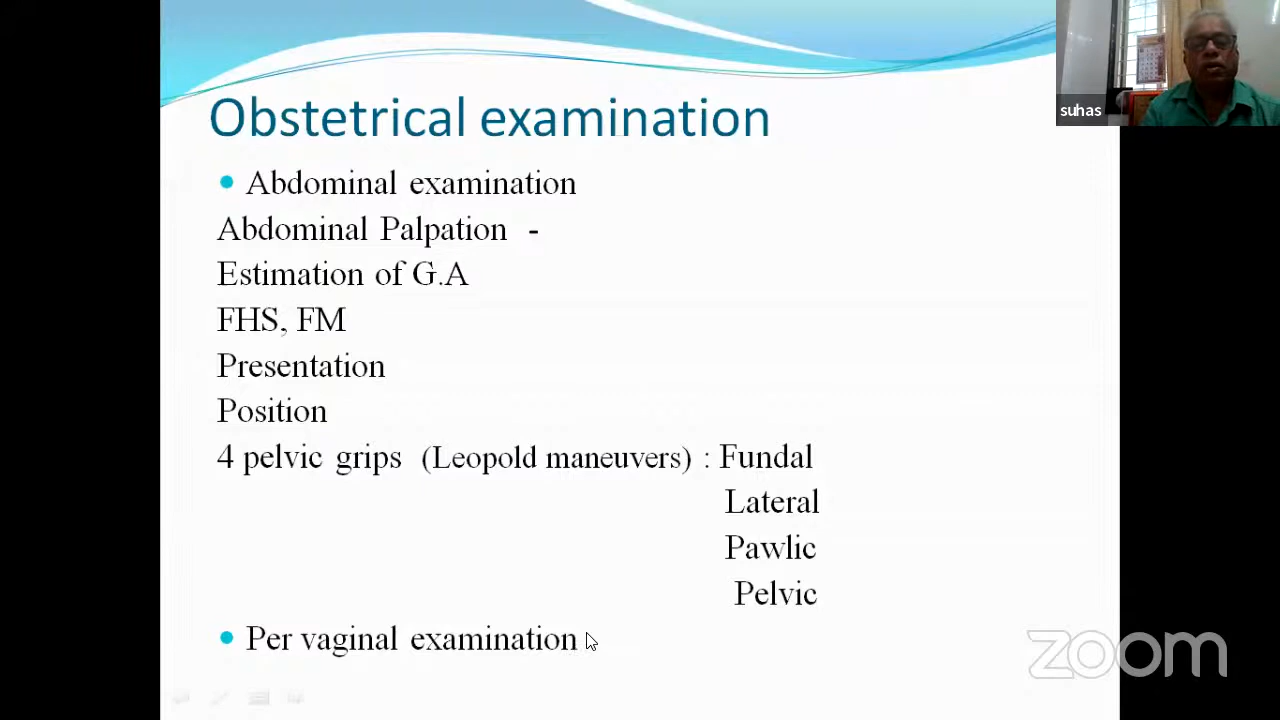 Obstetrical examination
suhas
• Abdominal examination
Abdominal Palpation -
Estimation of G.A
FHS, FM
Presentation
Position
4 pelvic grips (Leopold maneuvers) : Fundal
Lateral
Pawlic
Pelvic
• Per vaginal examination
zoom